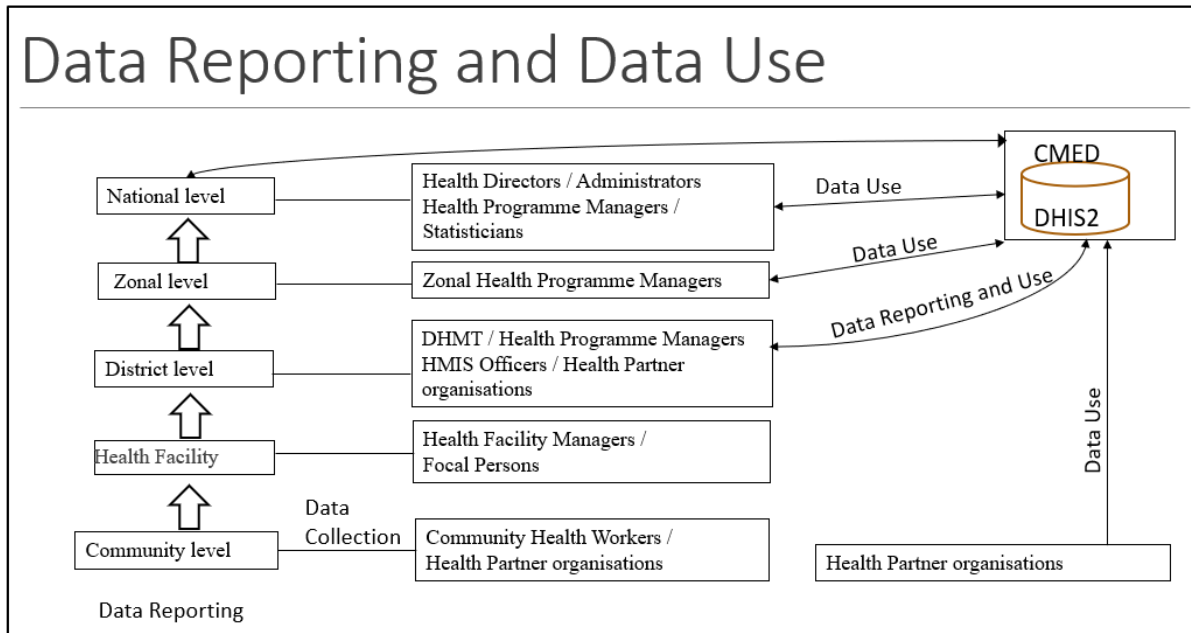 Data Reporting and Data Use
CMED
DHIS2
National level
Health Directors / Administrators
Health Programme Managers /
Statisticians
Data Use
Zonal level
Zonal Health Programme Managers
Data Use
District level
DHMT / Health Programme Managers
HMIS Officers / Health Partner
organisations
Data Reporting and Use
Health Facility
Health Facility Managers /
Focal Persons
Data Use
Community level
Data
Collection
Community Health Workers /
Health Partner organisations
Health Partner organisations
Data Reporting